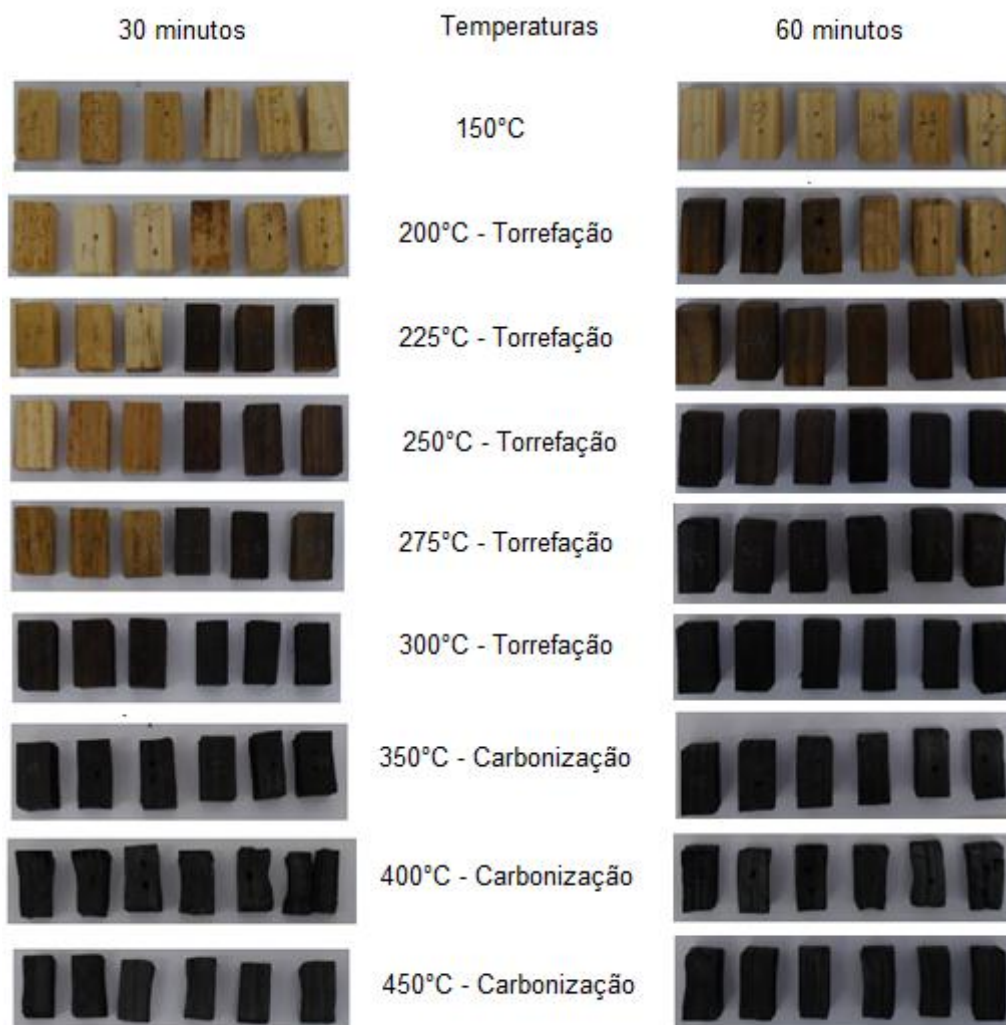 30 minutos Temperaturas 60 minutos
150°C
200°C - Torrefação
225°C - Torrefação
250°C - Torrefação
275°C - Torrefação
300°C - Torrefação
350°C - Carbonização
400°C - Carbonização
450°C - Carbonização